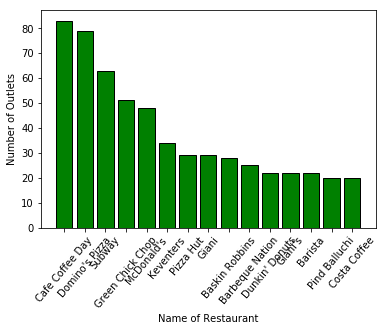 Number of Outlets
80
70
60
50
40
30
20
10
0
Cafe Coffee Day
Domino's Pizza
Subway
Green Chick Chop
McDonald's
Keventers
Pizza Hut
Giani
Baskin Robbins
Barbeque Nation
Dunkin' Donuts
Giani's
Barista
Pind Balluchi
Costa Coffee
Name of Restaurant